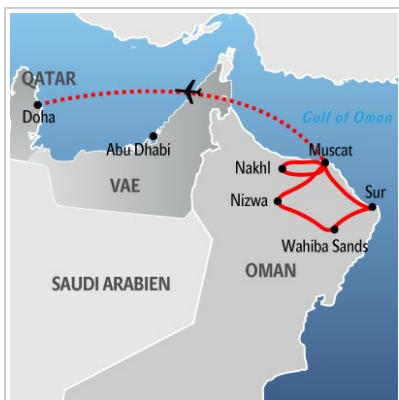 QATAR
Doha
Abu Dhabi
VAE
Gulf of Oman
Muscat
Nakhl
Nizwa
Sur
Wahiba Sands
OMAN
SAUDI ARABIEN